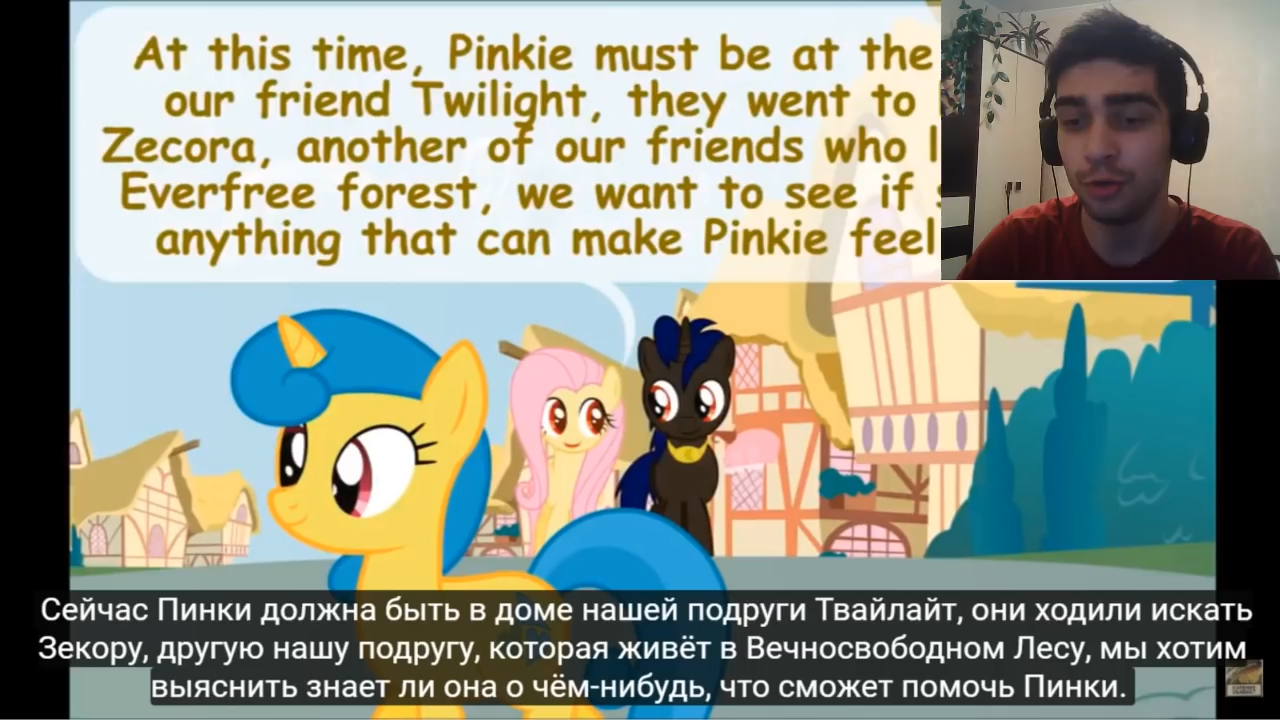 At this time, Pinkie must be at the
our friend Twilight, they went to
Zecora, another of our friends who
Everfree forest, we want to see if
anything that can make Pinkie feel
Сейчас Пинки должна быть в доме нашей подруги Твайлайт, они ходили искать
Зекору, другую нашу подругу, которая живёт в Вечносвободном Лесу, мы хотим
выяснить знает ли она о чём-нибудь, что сможет помочь Пинки.